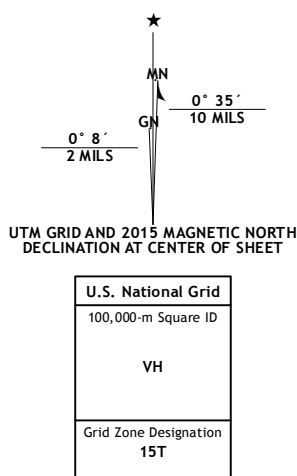 MN
0° 35´
10 MILS
GN
0° 8´
2 MILS
UTM GRID AND 2015 MAGNETIC NORTH
DECLINATION AT CENTER OF SHEET
U.S. National Grid
100,000-m Square ID
VH
Grid Zone Designation
15T